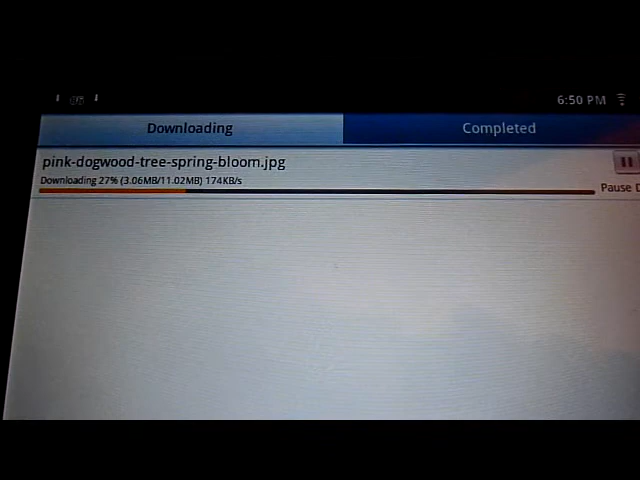 6:50 PM
Downloading Completed
pink-dogwood-tree-spring-bloom.jpg
Downloading 27% (3.06MB/11.02MB) 174KB/s
Pause D